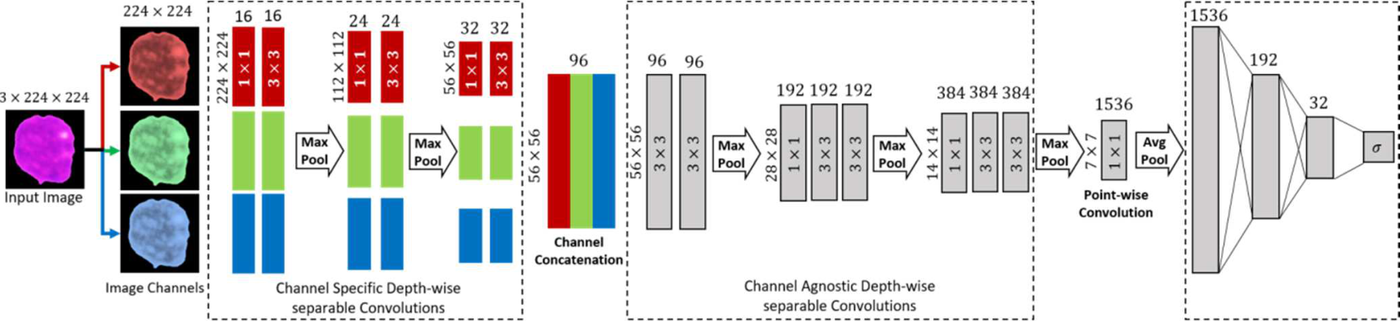 224 × 224
3 × 224 × 224
Input Image
Image Channels
16 16
224 × 224
1 × 1
3 × 3
Max
Pool
24 24
112 × 112
1 × 1
3 × 3
Max
Pool
32 32
56 × 56
1 × 1
3 × 3
Channel Specific Depth-wise
separable Convolutions
96
56 × 56
Channel
Concatenation
96 96
56 × 56
3 × 3
3 × 3
Max
Pool
192 192 192
28 × 28
1 × 1
3 × 3
3 × 3
Max
Pool
384 384 384
14 × 14
1 × 1
3 × 3
3 × 3
Channel Agnostic Depth-wise
separable Convolutions
Max
Pool
1536
7 × 7
1 × 1
Point-wise
Convolution
Avg
Pool
1536
192
32
σ